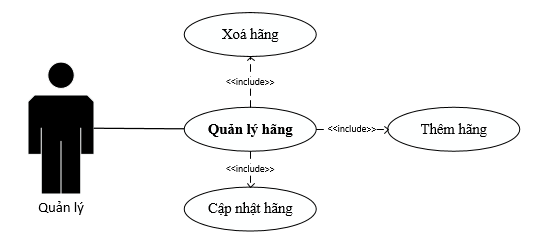 Xoá hãng
<<include>>
Quản lý hãng
<<include>>
Thêm hãng
<<include>>
Cập nhật hãng
Quản lý